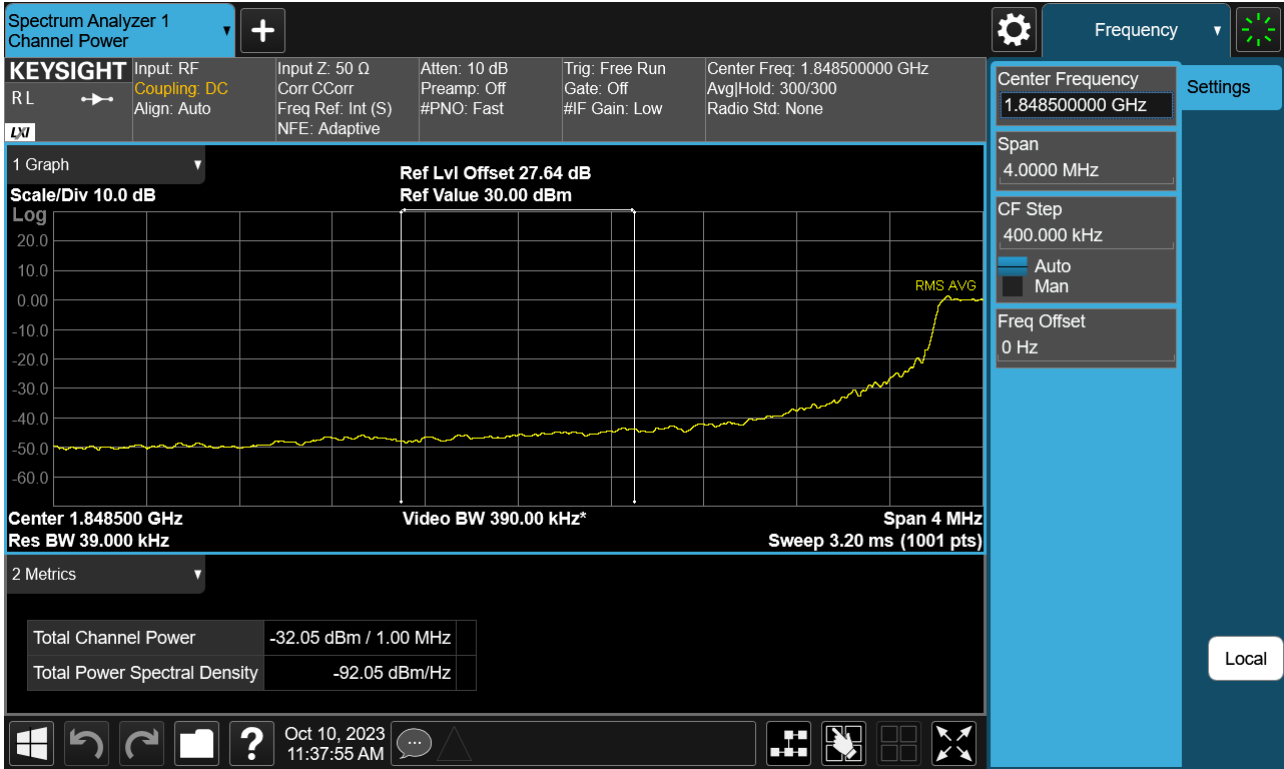 Spectrum Analyzer 1
Channel Power
Frequency
KEYSIGHT
R L
LXI
Input: RF
Coupling: DC
Align: Auto
Input Z: 50 Ω
Corr CCorr
Freq Ref: Int (S)
NFE: Adaptive
Atten: 10 dB
Preamp: Off
#PNO: Fast
Trig: Free Run
Gate: Off
#IF Gain: Low
Center Freq: 1.848500000 GHz
Avg|Hold: 300/300
Radio Std: None
Center Frequency
1.848500000 GHz
Settings
Span
4.0000 MHz
CF Step
400.000 kHz
Auto
Man
Freq Offset
0 Hz
Local
1 Graph
Ref Lvl Offset 27.64 dB
Scale/Div 10.0 dB
Ref Value 30.00 dBm
Log
20.0
10.0
0.00
-10.0
-20.0
-30.0
-40.0
-50.0
-60.0
RMS AVG
Center 1.848500 GHz
Video BW 390.00 kHz*
Span 4 MHz
Res BW 39.000 kHz
Sweep 3.20 ms (1001 pts)
2 Metrics
Total Channel Power -32.05 dBm / 1.00 MHz
Total Power Spectral Density -92.05 dBm/Hz
?
Oct 10, 2023
11:37:55 AM